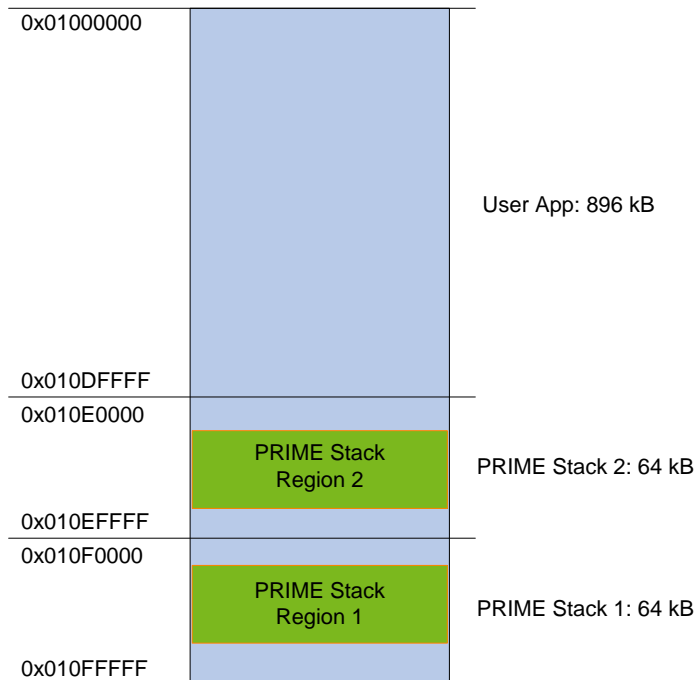 0x01000000
User App: 896 kB
0x010DFFFF
0x010E0000
PRIME Stack
Region 2
PRIME Stack 2: 64 kB
0x010EFFFF
0x010F0000
PRIME Stack
Region 1
PRIME Stack 1: 64 kB
0x010FFFFF